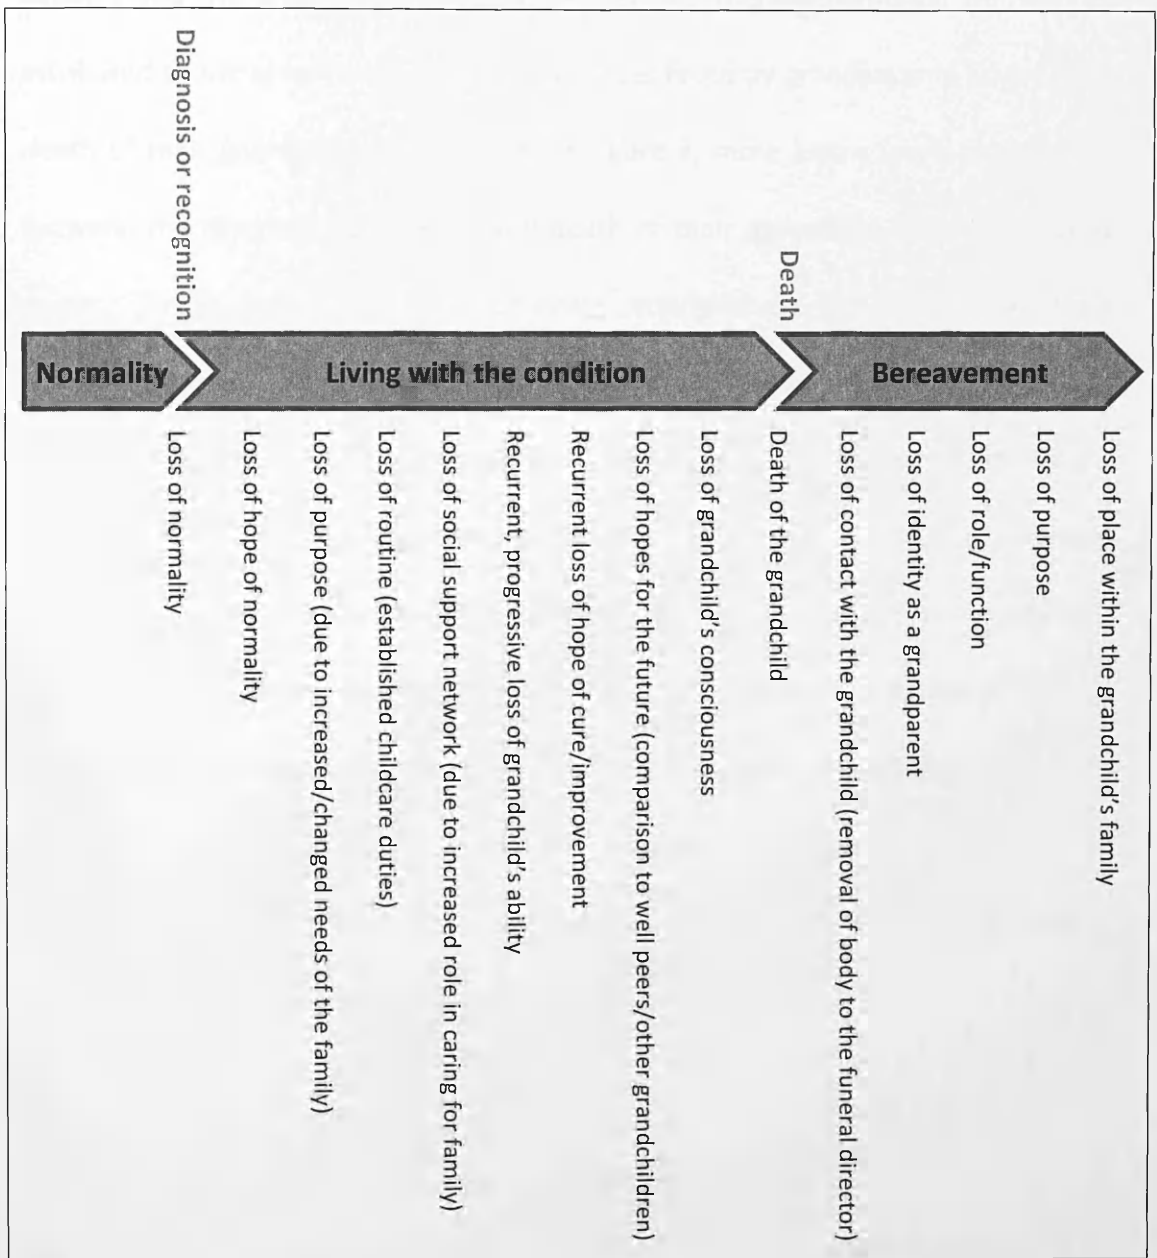 Diagnosis or recognition
Death
Normality
Living with the condition
Bereavement
Loss of normality
Loss of hope of normality
Loss of purpose (due to increased/changed needs of the family)
Loss of routine (established childcare duties)
Loss of social support network (due to increased role in caring for family)
Recurrent, progressive loss of grandchild's ability
Recurrent loss of hope of cure/improvement
Loss of hopes for the future (comparison to well peers/other grandchildren)
Loss of grandchild's consciousness
Death of the grandchild
Loss of contact with the grandchild (removal of body to the funeral director)
Loss of identity as a grandparent
Loss of role/function
Loss of purpose
Loss of place within the grandchild's family